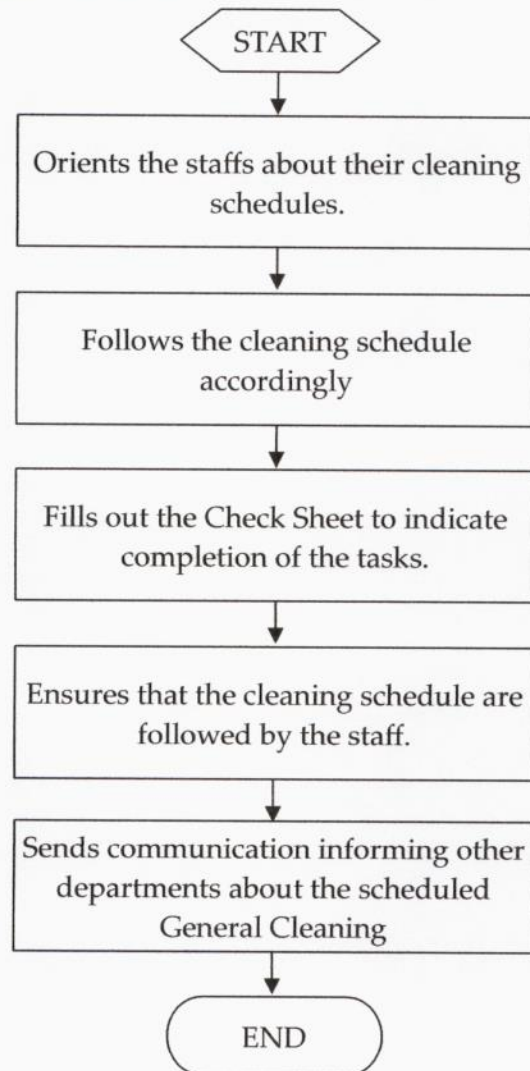 START
Orients the staffs about their cleaning
schedules.
Follows the cleaning schedule
accordingly
Fills out the Check Sheet to indicate
completion of the tasks.
Ensures that the cleaning schedule are
followed by the staff.
Sends communication informing other
departments about the scheduled
General Cleaning
END